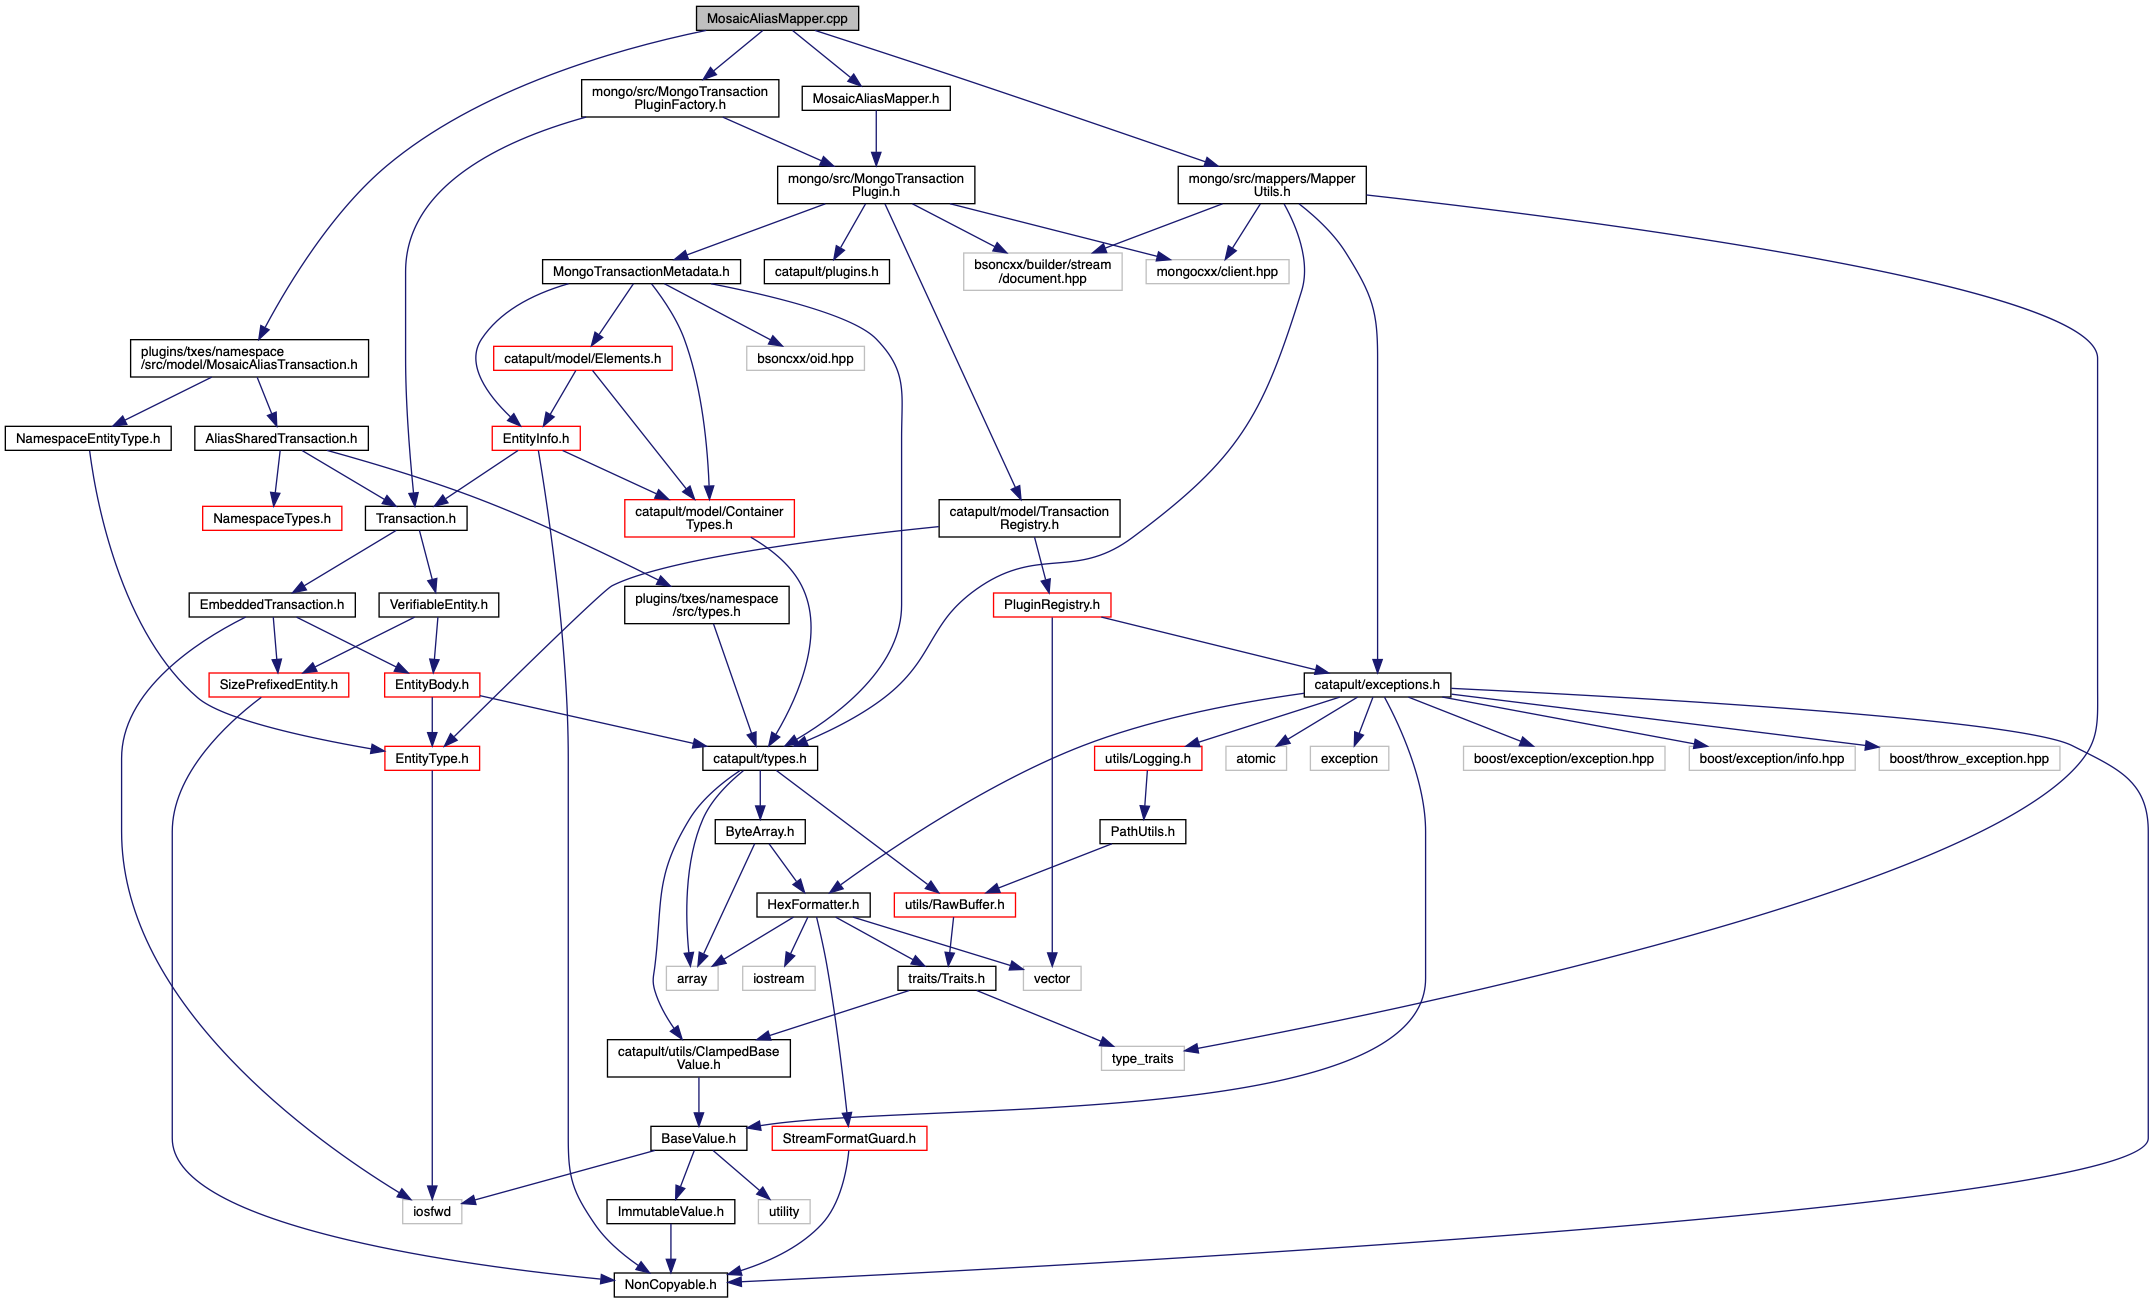 MosaicAliasMapper.cpp
mongo/src/MongoTransaction
PluginFactory.h
MosaicAliasMapper.h
mongo/src/MongoTransaction
Plugin.h
mongo/src/mappers/Mapper
Utils.h
MongoTransactionMetadata.h
catapult/plugins.h
bsoncxx/builder/stream
/document.hpp
mongocxx/client.hpp
plugins/txes/namespace
/src/model/MosaicAliasTransaction.h
catapult/model/Elements.h
bsoncxx/oid.hpp
NamespaceEntityType.h
AliasSharedTransaction.h
EntityInfo.h
NamespaceTypes.h
Transaction.h
catapult/model/Container
Types.h
catapult/model/Transaction
Registry.h
EmbeddedTransaction.h
VerifiableEntity.h
plugins/txes/namespace
/src/types.h
PluginRegistry.h
SizePrefixedEntity.h
EntityBody.h
catapult/exceptions.h
EntityType.h
catapult/types.h
utils/Logging.h
atomic
exception
boost/exception/exception.hpp
boost/exception/info.hpp
boost/throw_exception.hpp
ByteArray.h
PathUtils.h
HexFormatter.h
utils/RawBuffer.h
array
iostream
traits/Traits.h
vector
catapult/utils/ClampedBase
Value.h
type_traits
BaseValue.h
StreamFormatGuard.h
iosfwd
ImmutableValue.h
utility
NonCopyable.h